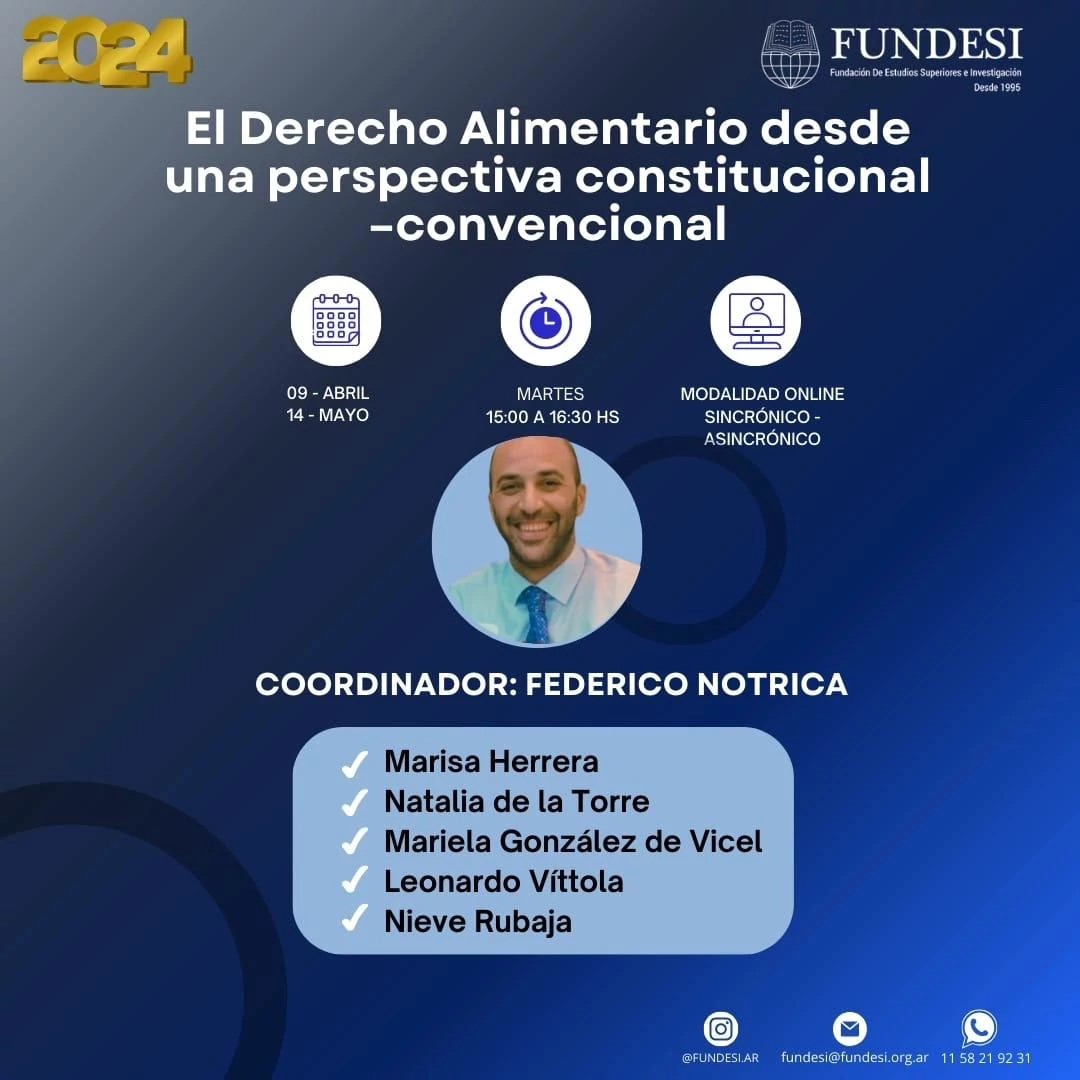 2024
FUNDESI
Fundación De Estudios Superiores e Investigación
Desde 1995
El Derecho Alimentario desde
una perspectiva constitucional
-convencional
09 - ABRIL
14 - MAYO
MARTES
15:00 A 16:30 HS
MODALIDAD ONLINE
SINCRÓNICO -
ASINCRÓNICO
COORDINADOR: FEDERICO NOTRICA
Marisa Herrera
Natalia de la Torre
Mariela González de Vicel
Leonardo Víttola
Nieve Rubaja
@FUNDESI.AR
fundesi@fundesi.org.ar
11 58 21 92 31